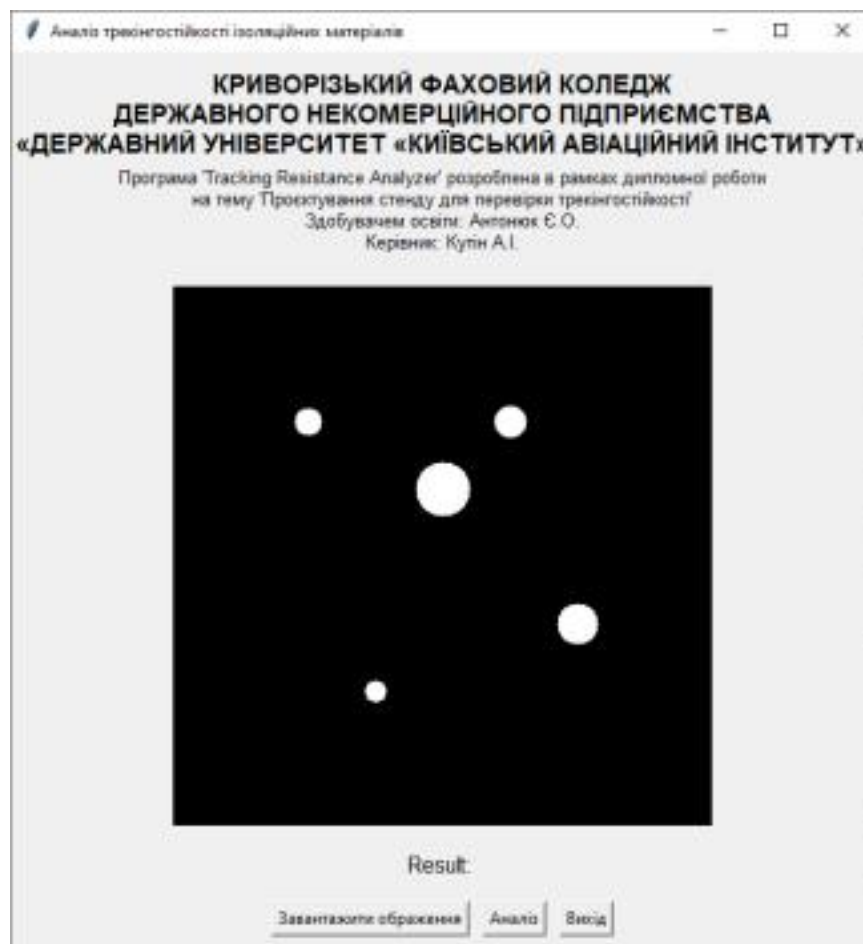 Аналіз трекінгостійкості ізоляційних матеріалів
КРИВОРІЗЬКИЙ ФАХОВИЙ КОЛЕДЖ
ДЕРЖАВНОГО НЕКОМЕРЦІЙНОГО ПІДПРИЄМСТВА
«ДЕРЖАВНИЙ УНІВЕРСИТЕТ «КИЇВСЬКИЙ АВІАЦІЙНИЙ ІНСТИТУТ»
Програма 'Tracking Resistance Analyzer' розроблена в рамках дипломної роботи
на тему 'Проєктування стенду для перевірки трекінгостійкості'
Здобувачем освіти: Антонюк Є.О.
Керівник: Купін А.І.
Result:
Завантажити ображення Аналіз Вихід